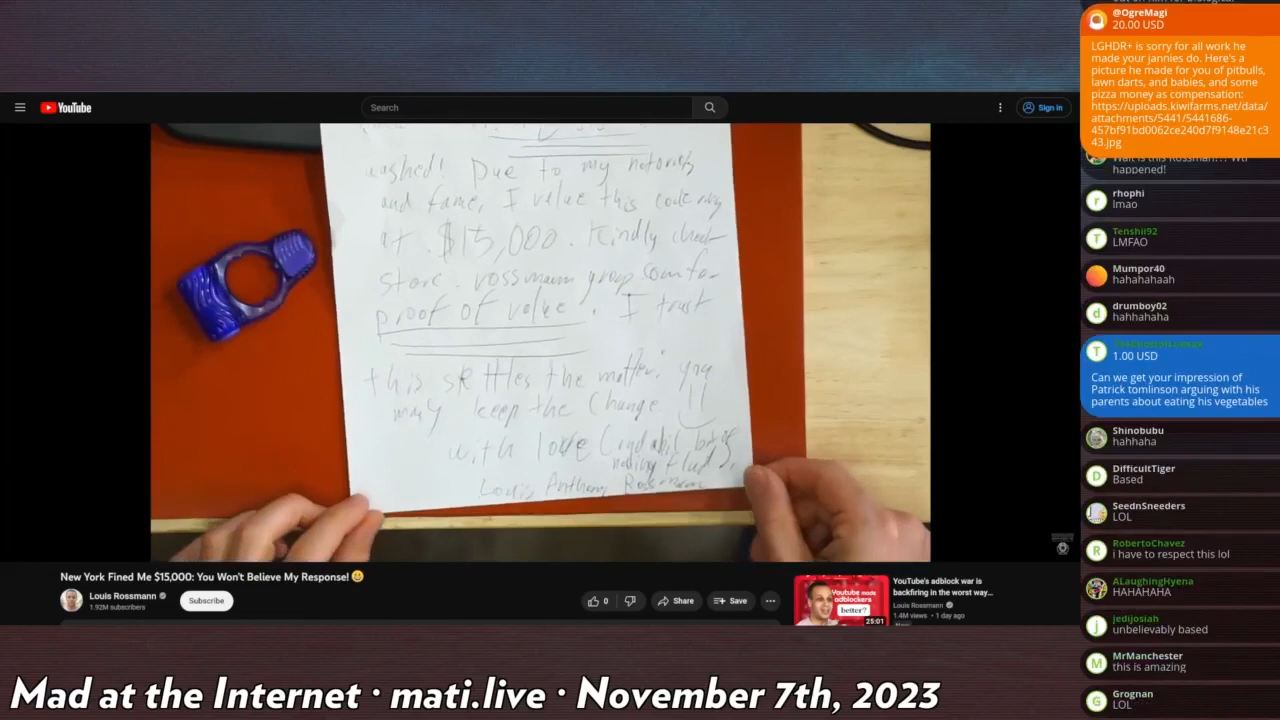 YouTube
Search
Sign in
washed! Due to my notoriety
and fame, I value this cock ring
at $15,000. Kindly check
store.rossmanngroup.com for
proof of value. I trust
this settles the matter. you
may keep the change !!
with love
Louis Anthony Rossmann
New York Fined Me $15,000: You Won't Believe My Response! 😀
Louis Rossmann
1.92M subscribers
Subscribe
0
Share
Save
YouTube made
adblockers
better?
25:01
YouTube's adblock war is
backfiring in the worst way...
Louis Rossmann
1.4M views • 1 day ago
New
Mad at the Internet • mati.live • November 7th, 2023
@OgreMagi
20.00 USD
LGHDR+ is sorry for all work he
made your jannies do. Here's a
picture he made for you of pitbulls,
lawn darts, and babies, and some
pizza money as compensation:
https://uploads.kiwifarms.net/data/
attachments/5441/5441686-
457bf91bd0062ce240d7f9148e21c3
43.jpg
happened!
rhophi
lmao
Tenshii92
LMFAO
Mumpor40
hahahahaah
drumboy02
hahhahaha
1.00 USD
Can we get your impression of
Patrick tomlinson arguing with his
parents about eating his vegetables
Shinobubu
hahhaha
DifficultTiger
Based
SeednSneeders
LOL
RobertoChavez
i have to respect this lol
ALaughingHyena
HAHAHAHA
jedijosiah
unbelievably based
MrManchester
this is amazing
Grognan
LOL